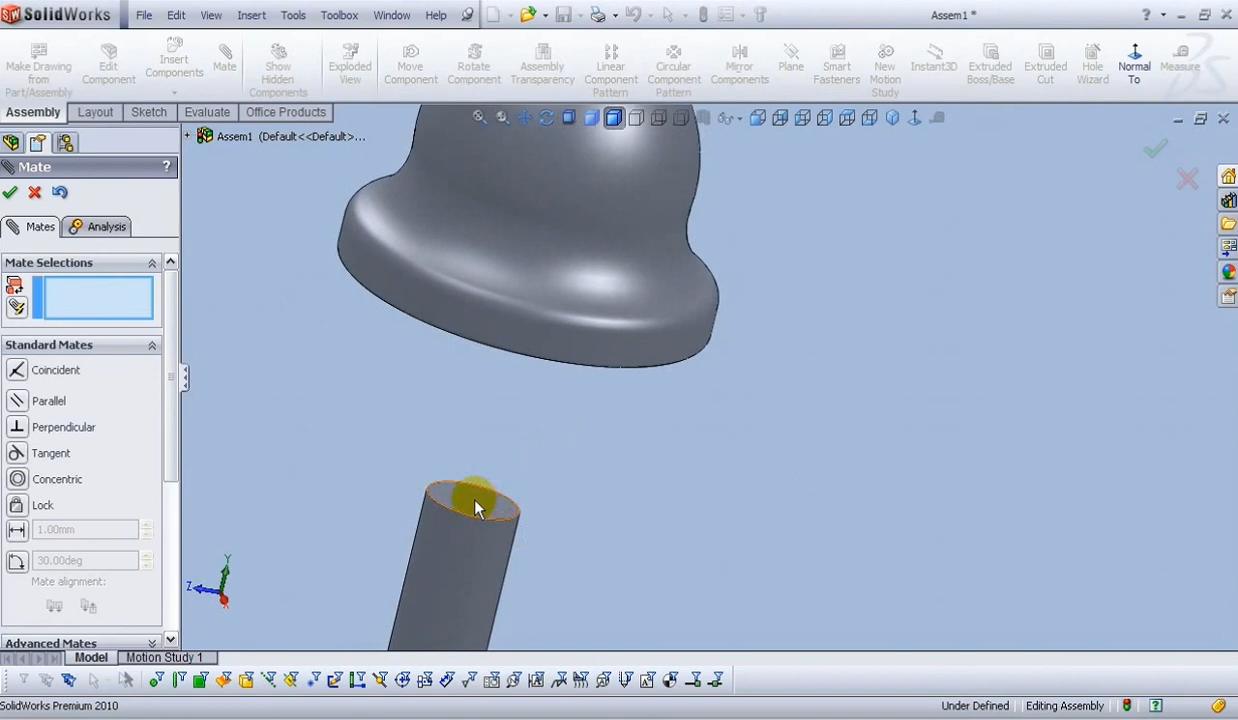 SolidWorks File Edit View Insert Tools Toolbox Window Help Assem1 * ?
Make Drawing from Part/Assembly
Edit Component
Insert Components
Mate
Show Hidden Components
Exploded View
Move Component
Rotate Component
Assembly Transparency
Linear Component Pattern
Circular Component Pattern
Mirror Components
Plane
Smart Fasteners
New Motion Study
Instant3D
Extruded Boss/Base
Extruded Cut
Hole Wizard
Normal To
Measure
Assembly Layout Sketch Evaluate Office Products
Assem1 (Default<<Default>...
Mate ?
Mates Analysis
Mate Selections
Standard Mates
Coincident
Parallel
Perpendicular
Tangent
Concentric
Lock
1.00mm
30.00deg
Mate alignment:
Advanced Mates
Y
Z
X
Model Motion Study 1
SolidWorks Premium 2010 Under Defined Editing Assembly ?